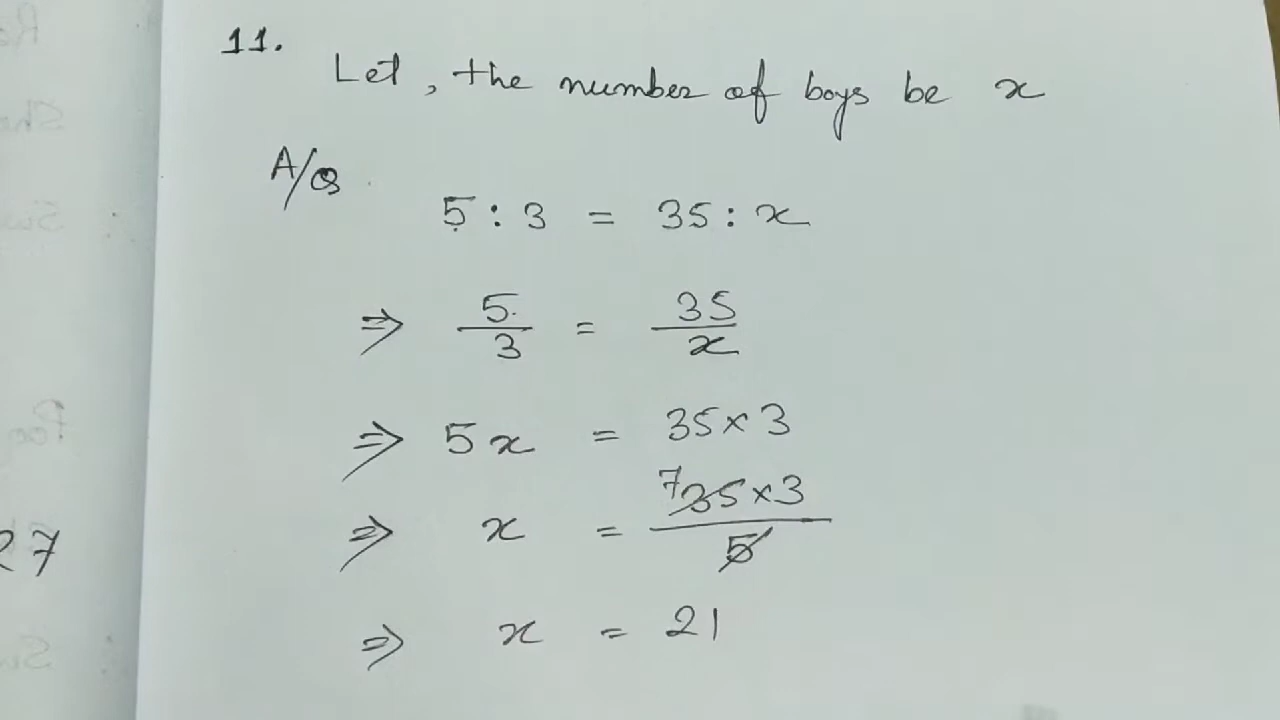 11.
Let, the number of boys be x
A/Q
5 : 3 = 35 : x
⇒ 5/3 = 35/x
⇒ 5x = 35 × 3
⇒ x = 7 35 × 3 / 5
⇒ x = 21
27